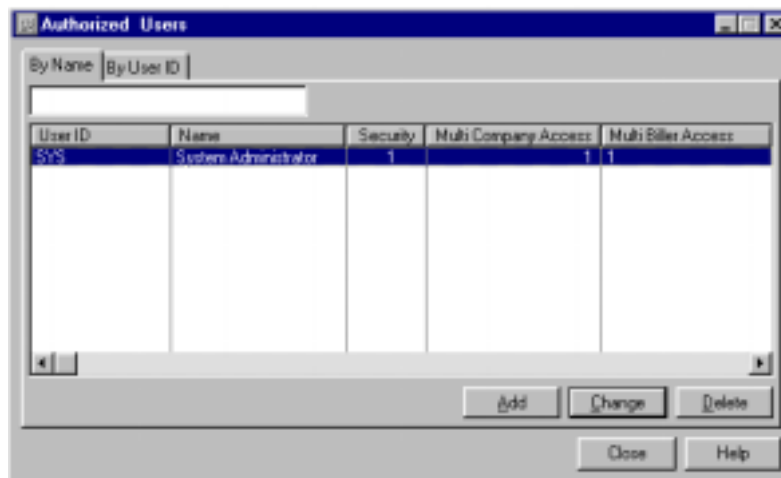 Authorized Users
By Name By User ID
User ID Name Security Multi Company Access Multi Biller Access
SYS System Administrator 1 1 1
Add Change Delete
Close Help